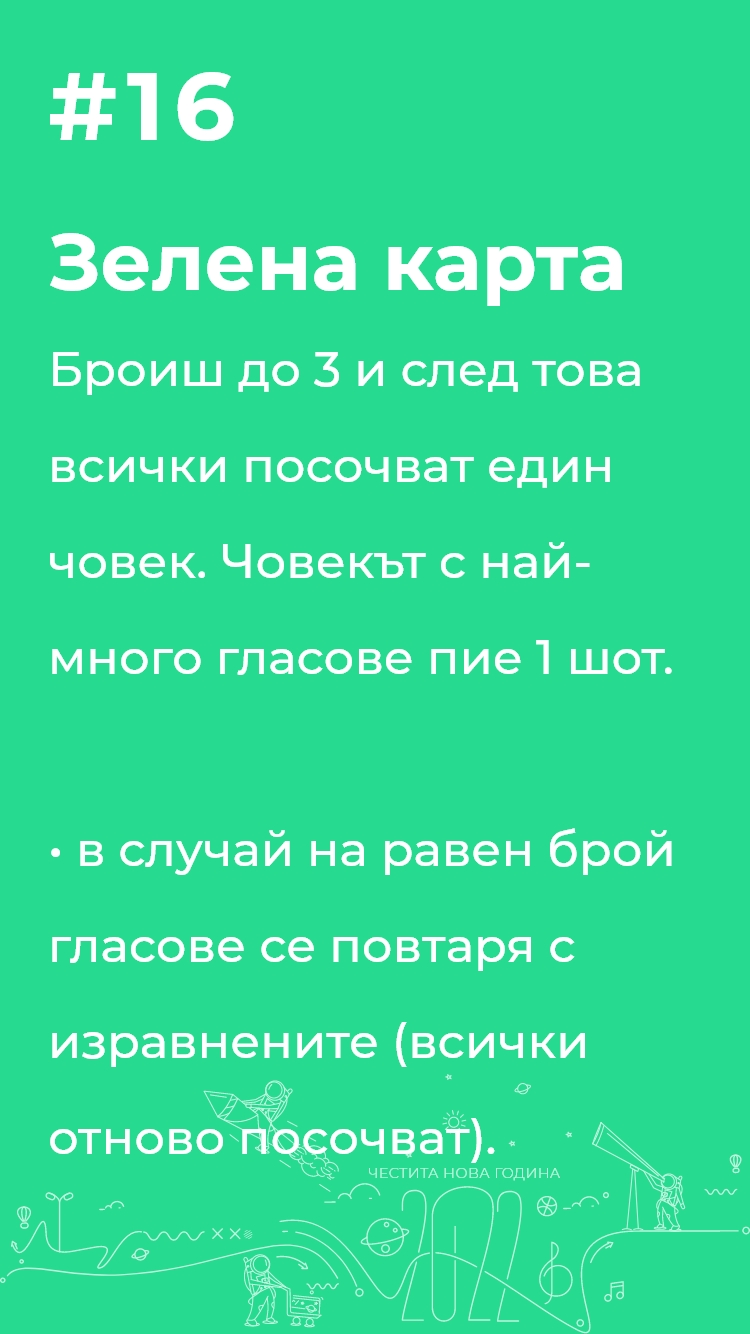 #16
Зелена карта
Броиш до 3 и след това
всички посочват един
човек. Човекът с най-
много гласове пие 1 шот.
• в случай на равен брой
гласове се повтаря с
изравнените (всички
отново посочват).
ЧЕСТИТА НОВА ГОДИНА